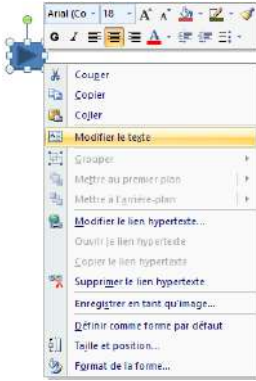 Arial (Co 18 A A
G I A
Couper
Copier
Coller
Modifier le texte
Grouper
Mettre au premier plan
Mettre à l'arrière-plan
Modifier le lien hypertexte...
Ouvrir le lien hypertexte
Copier le lien hypertexte
Supprimer le lien hypertexte
Enregistrer en tant qu'image...
Définir comme forme par défaut
Taille et position...
Format de la forme...